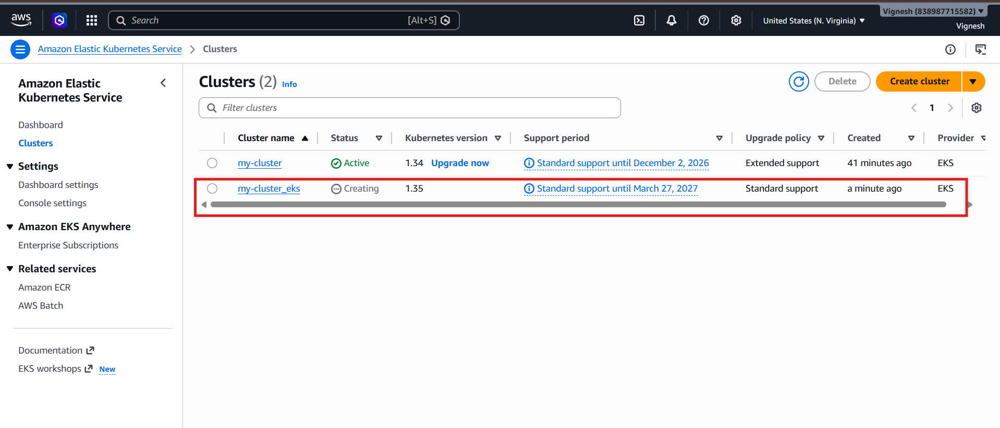 aws
Search [Alt+S]
United States (N. Virginia)
Vignesh (838987715582)
Vignesh
Amazon Elastic Kubernetes Service > Clusters
Amazon Elastic
Kubernetes Service
Dashboard
Clusters
Settings
Dashboard settings
Console settings
Amazon EKS Anywhere
Enterprise Subscriptions
Related services
Amazon ECR
AWS Batch
Documentation
EKS workshops New
Clusters (2) Info
Delete
Create cluster
Filter clusters
1
Cluster name Status Kubernetes version Support period Upgrade policy Created Provider
my-cluster Active 1.34 Upgrade now Standard support until December 2, 2026 Extended support 41 minutes ago EKS
my-cluster_eks Creating 1.35 Standard support until March 27, 2027 Standard support a minute ago EKS